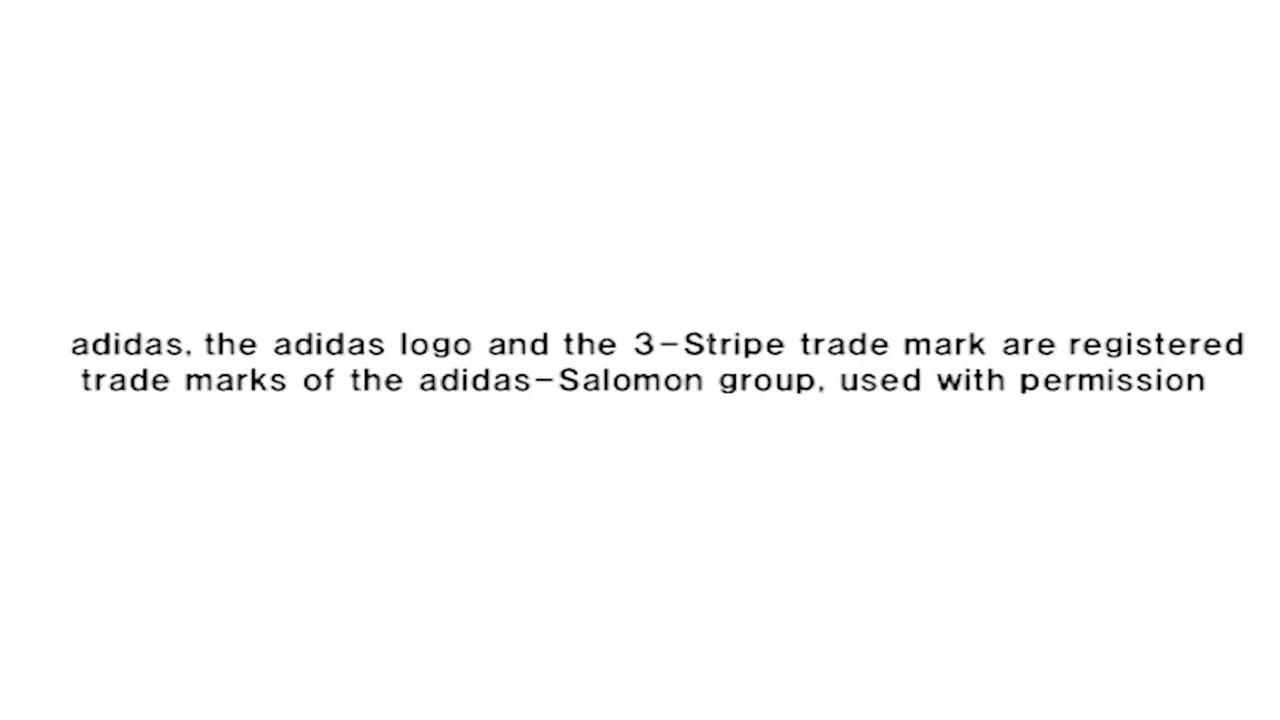 adidas, the adidas logo and the 3-Stripe trade mark are registered
trade marks of the adidas-Salomon group, used with permission